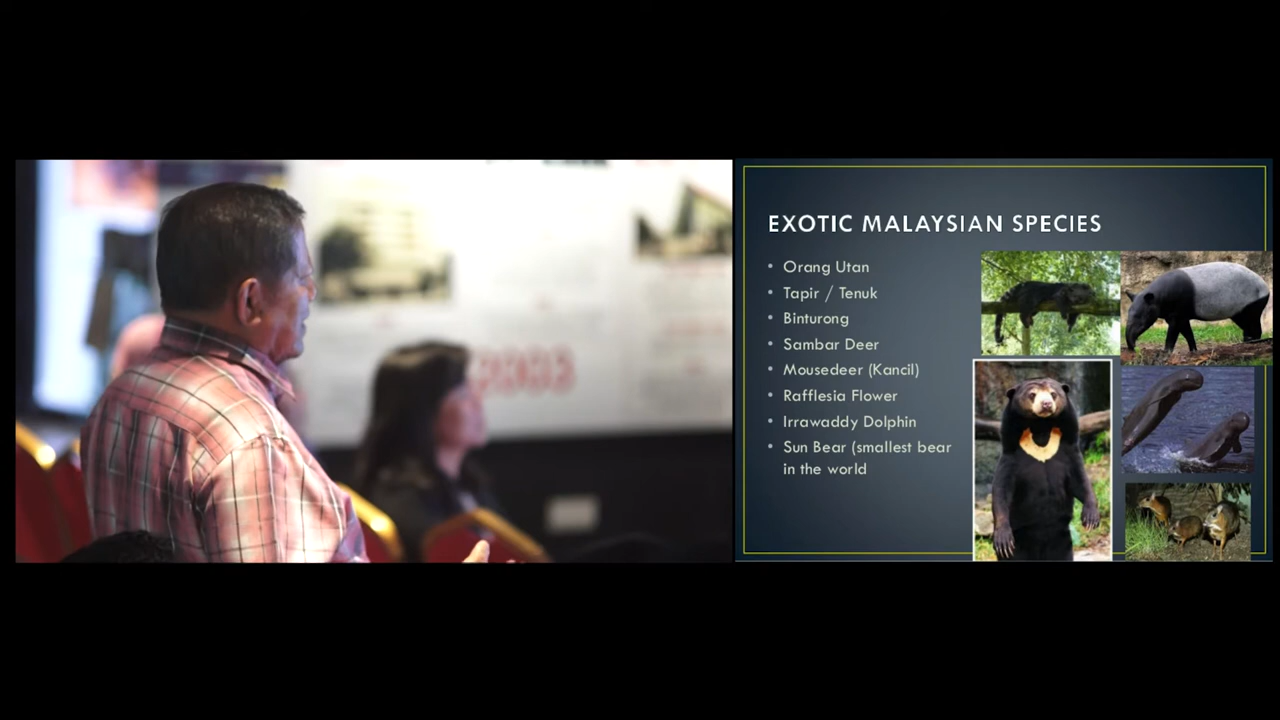 2003
EXOTIC MALAYSIAN SPECIES
• Orang Utan
• Tapir / Tenuk
• Binturong
• Sambar Deer
• Mousedeer (Kancil)
• Rafflesia Flower
• Irrawaddy Dolphin
• Sun Bear (smallest bear
in the world